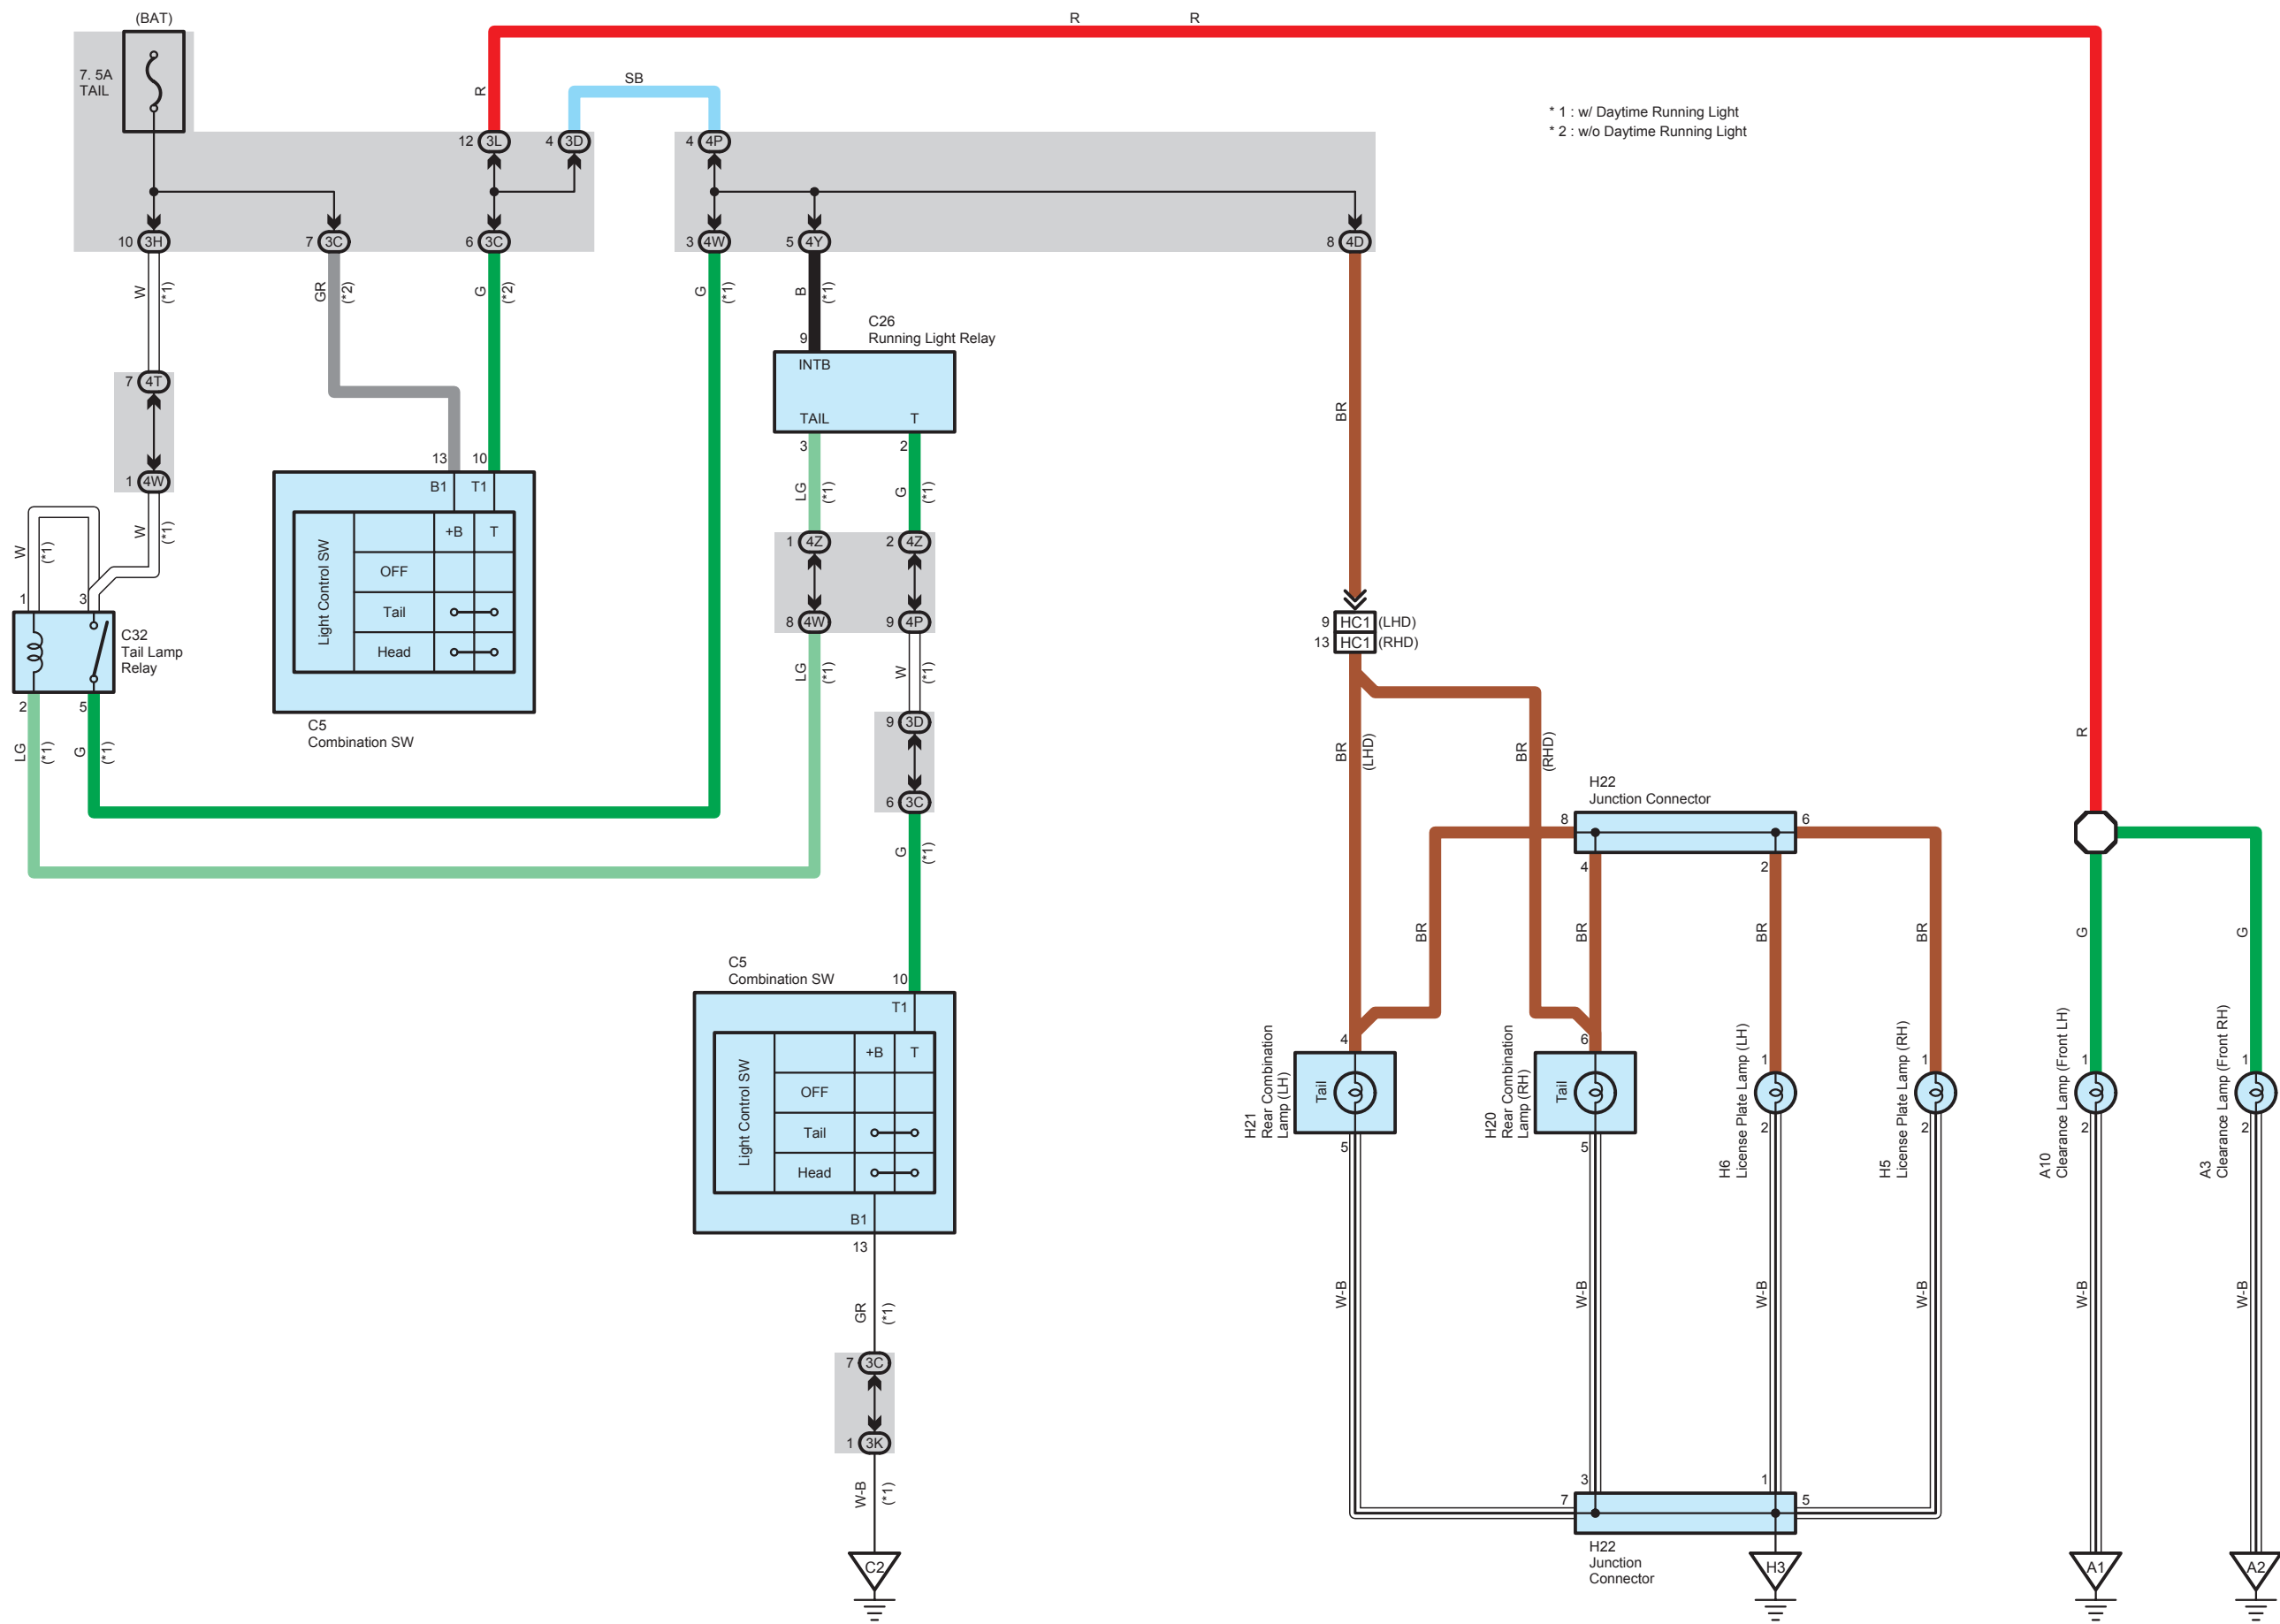 (BAT)
R R
7. 5A
TAIL
R
SB
* 1 : w/ Daytime Running Light
* 2 : w/o Daytime Running Light
12 3L
4 3D
4 4P
10 3H
7 3C
6 3C
3 4W
5 4Y
8 4D
W (*1)
GR (*2)
G (*2)
G (*1)
B (*1)
C26
Running Light Relay
9
INTB
TAIL T
3 2
7 4T
1 4W
BR
13 10
B1 T1
Light Control SW
+B T
OFF
Tail
Head
C5
Combination SW
W (*1)
W (*1)
1 3
C32
Tail Lamp
Relay
2 5
LG (*1)
G (*1)
LG (*1)
G (*1)
1 4Z
2 4Z
8 4W
9 4P
LG (*1)
W (*1)
9 3D
6 3C
G (*1)
9 HC1 (LHD)
13 HC1 (RHD)
BR (LHD)
BR (RHD)
R
H22
Junction Connector
8 6
4 2
BR
BR
BR
BR
G
G
C5
Combination SW
10
T1
Light Control SW
+B T
OFF
Tail
Head
B1
13
GR (*1)
7 3C
1 3K
W-B (*1)
C2
4
Tail
H21
Rear Combination
Lamp (LH)
5
6
Tail
H20
Rear Combination
Lamp (RH)
5
1
H6
License Plate Lamp (LH)
2
1
H5
License Plate Lamp (RH)
2
1
A10
Clearance Lamp (Front LH)
2
1
A3
Clearance Lamp (Front RH)
2
W-B
W-B
W-B
W-B
W-B
W-B
3 1
7 5
H22
Junction
Connector
H3
A1
A2